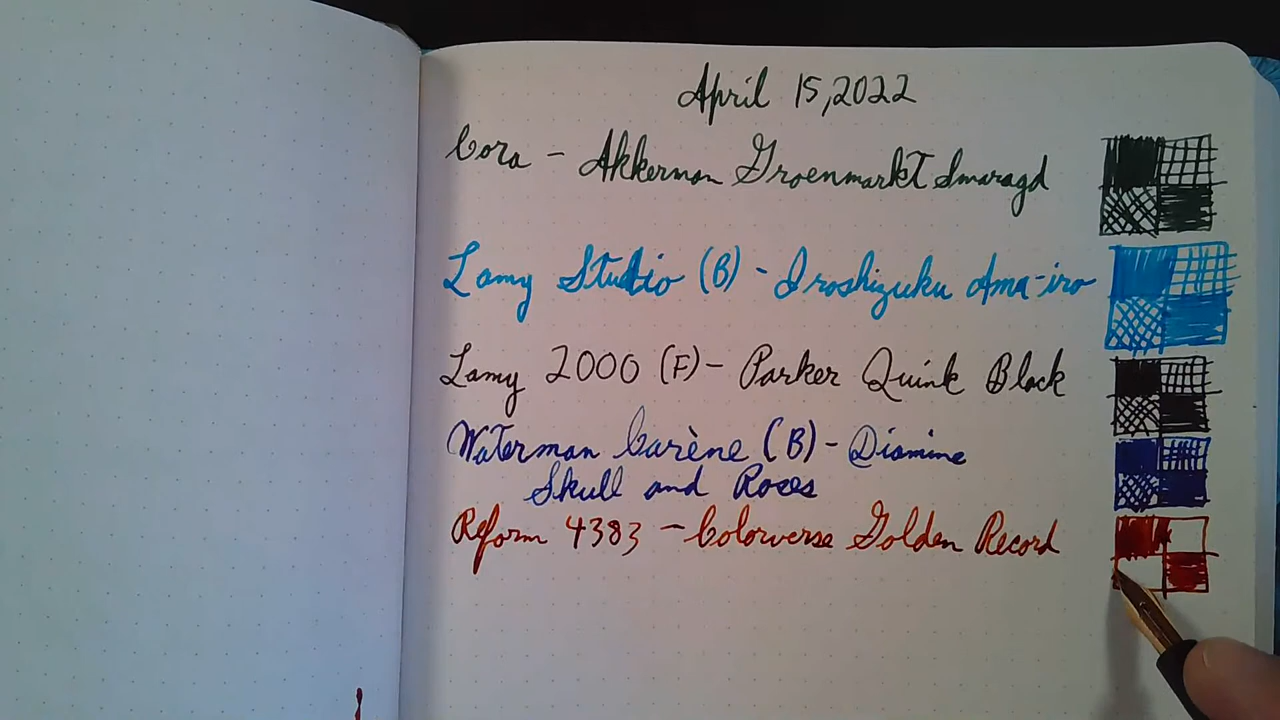 April 15, 2022
Cora - Akkerman Groenmarkt Smaragd
Lamy Studio (B) - Iroshizuku Ama-iro
Lamy 2000 (F) - Parker Quink Black
Waterman Carène (B) - Diamine
Skull and Roses
Reform 4383 - Colorverse Golden Record